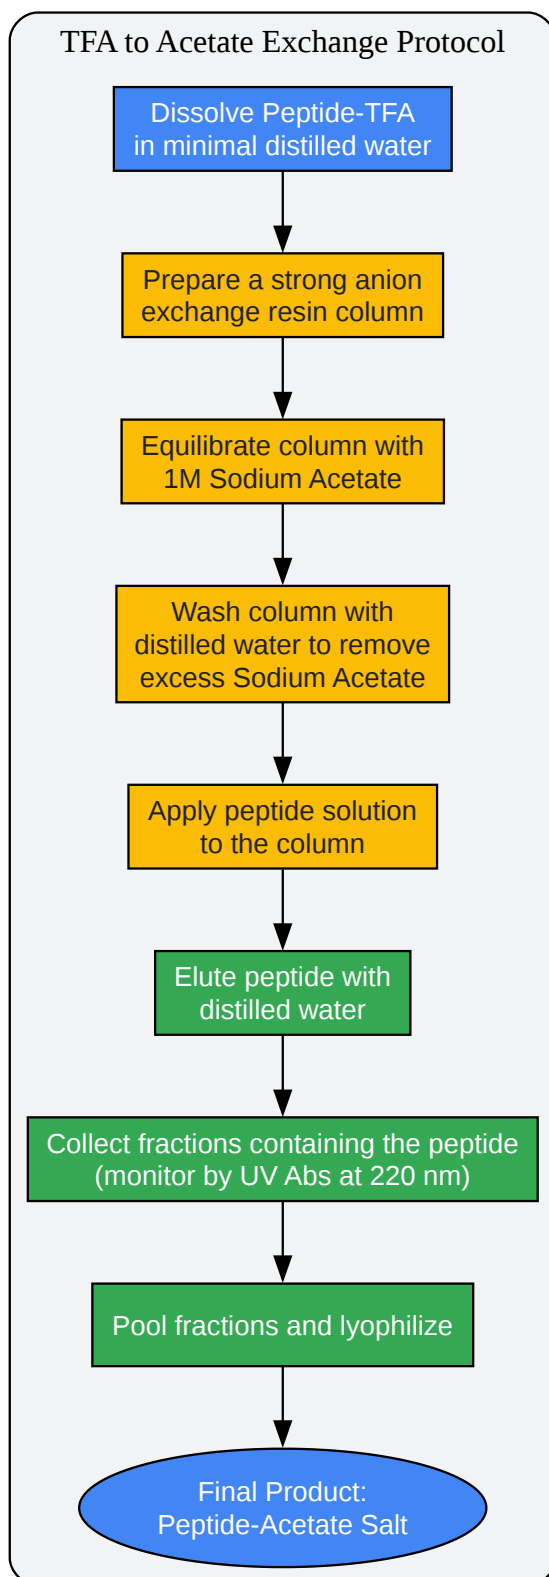 TFA to Acetate Exchange Protocol
Dissolve Peptide-TFA
in minimal distilled water
Prepare a strong anion
exchange resin column
Equilibrate column with
1M Sodium Acetate
Wash column with
distilled water to remove
excess Sodium Acetate
Apply peptide solution
to the column
Elute peptide with
distilled water
Collect fractions containing the peptide
(monitor by UV Abs at 220 nm)
Pool fractions and lyophilize
Final Product:
Peptide-Acetate Salt